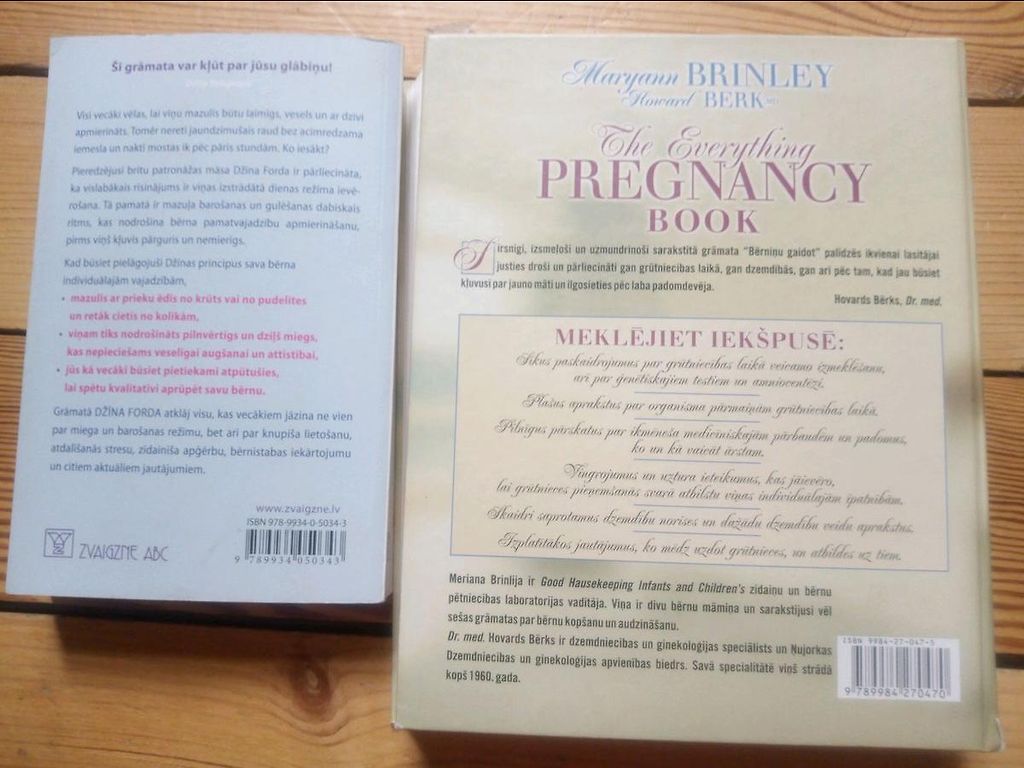 Šī grāmata var kļūt par jūsu glābiņu!
Visi vecāki vēlas, lai viņu mazulis būtu laimīgs, vesels un ar dzīvi
apmierināts. Tomēr nereti jaundzimušais raud bez acīmredzama
iemesla un naktī mostas ik pēc pāris stundām. Ko iesākt?
Pieredzējusī britu patronāžas māsa Džīna Forda ir pārliecināta,
ka vislabākais risinājums ir viņas izstrādātā dienas režīma ievē-
rošana. Tā pamatā ir mazuļa barošanas un gulēšanas dabiskais
ritms, kas nodrošina bērna pamatvajadzību apmierināšanu,
pirms viņš kļuvis pārguris un nemierīgs.
Kad būsiet pielāgojuši Džīnas principus sava bērna
individuālajām vajadzībām,
• mazulis ar prieku ēdīs no krūts vai no pudelītes
un retāk cietīs no kolikām,
• viņam tiks nodrošināts pilnvērtīgs un dziļš miegs,
kas nepieciešams veselīgai augšanai un attīstībai,
• jūs kā vecāki būsiet pietiekami atpūtušies,
lai spētu kvalitatīvi aprūpēt savu bērnu.
Grāmatā DŽĪNA FORDA atklāj visu, kas vecākiem jāzina ne vien
par miega un barošanas režīmu, bet arī par knupīša lietošanu,
atdalīšanās stresu, zīdainīša apģērbu, bērnistabas iekārtojumu
un citiem aktuāliem jautājumiem.
www.zvaigzne.lv
ISBN 978-9934-0-5034-3
ZVAIGZNE ABC
9 789934 050343
Maryann BRINLEY
Howard BERK MD
The Everything
PREGNANCY
BOOK
Sirsnīgi, izsmeļoši un uzmundrinoši sarakstītā grāmata "Bērniņu gaidot" palīdzēs ikvienai lasītājai
justies droši un pārliecināti gan grūtniecības laikā, gan dzemdībās, gan arī pēc tam, kad jau būsiet
kļuvusi par jauno māti un ilgosieties pēc laba padomdevēja.
Hovards Bērks, Dr. med.
MEKLĒJIET IEKŠPUSĒ:
Sīkus paskaidrojumus par grūtniecības laikā veicamo izmeklēšanu,
arī par ģenētiskajiem testiem un amniocentēzi.
Plašus aprakstus par organisma pārmaiņām grūtniecības laikā.
Pilnīgus pārskatus par ikmēneša medicīniskajām pārbaudēm un padomus,
ko un kā vaicāt ārstam.
Vingrojumus un uztura ieteikumus, kas jāievēro,
lai grūtnieces pieņemšanās svarā atbilstu viņas individuālajām īpatnībām.
Skaidri saprotamus dzemdību norises un dažādu dzemdību veidu aprakstus.
Izplatītākos jautājumus, ko mēdz uzdot grūtnieces, un atbildes uz tiem.
Meriana Brinlija ir Good Housekeeping Infants and Children's zīdaiņu un bērnu
pētniecības laboratorijas vadītāja. Viņa ir divu bērnu māmiņa un sarakstījusi vēl
sešas grāmatas par bērnu kopšanu un audzināšanu.
Dr. med. Hovards Bērks ir dzemdniecības un ginekoloģijas speciālists un Ņujorkas
Dzemdniecības un ginekoloģijas apvienības biedrs. Savā specialitātē viņš strādā
kopš 1960. gada.
ISBN 9984-27-047-5
9 789984 270470